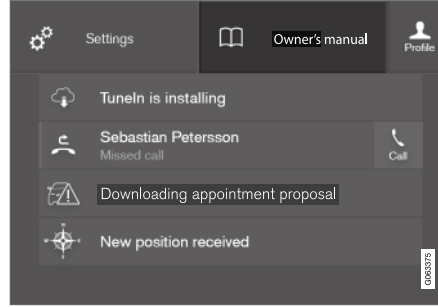 Settings
Owner's manual
Profile
TuneIn is installing
Sebastian Petersson
Missed call
Call
Downloading appointment proposal
New position received
G063375